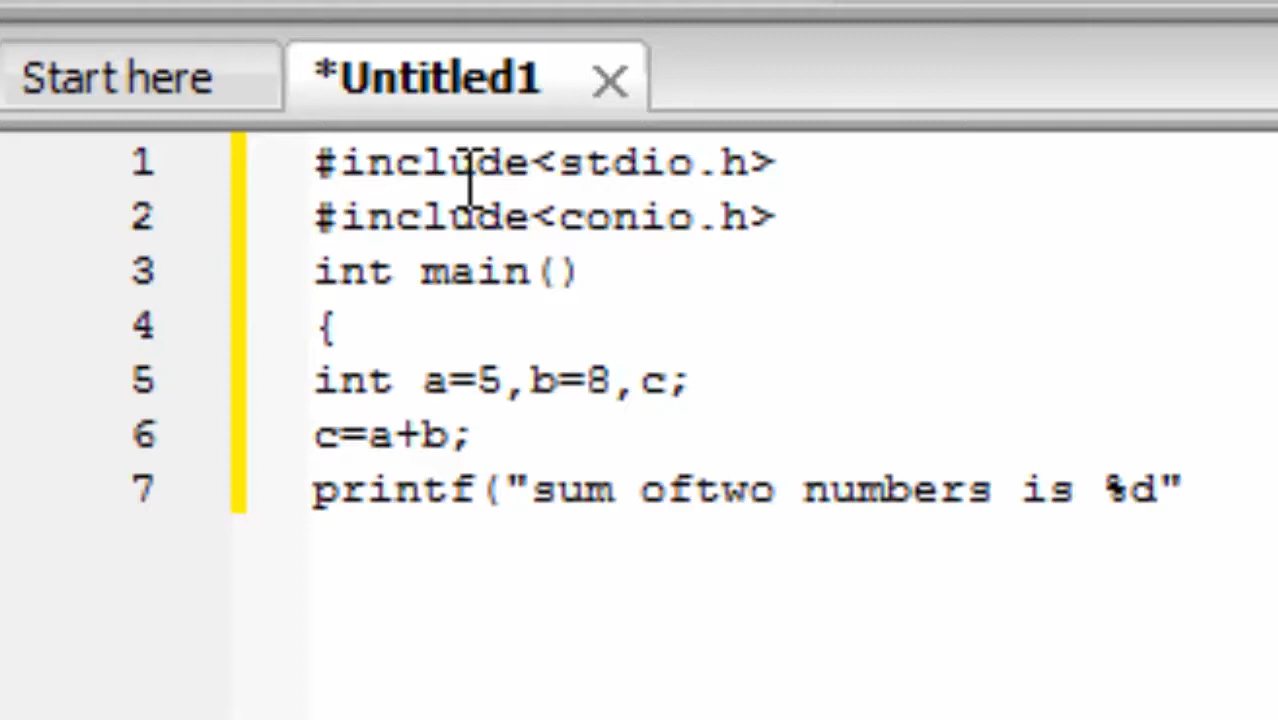 Start here
*Untitled1
1 #include<stdio.h>
2 #include<conio.h>
3 int main()
4 {
5 int a=5,b=8,c;
6 c=a+b;
7 printf("sum oftwo numbers is %d"